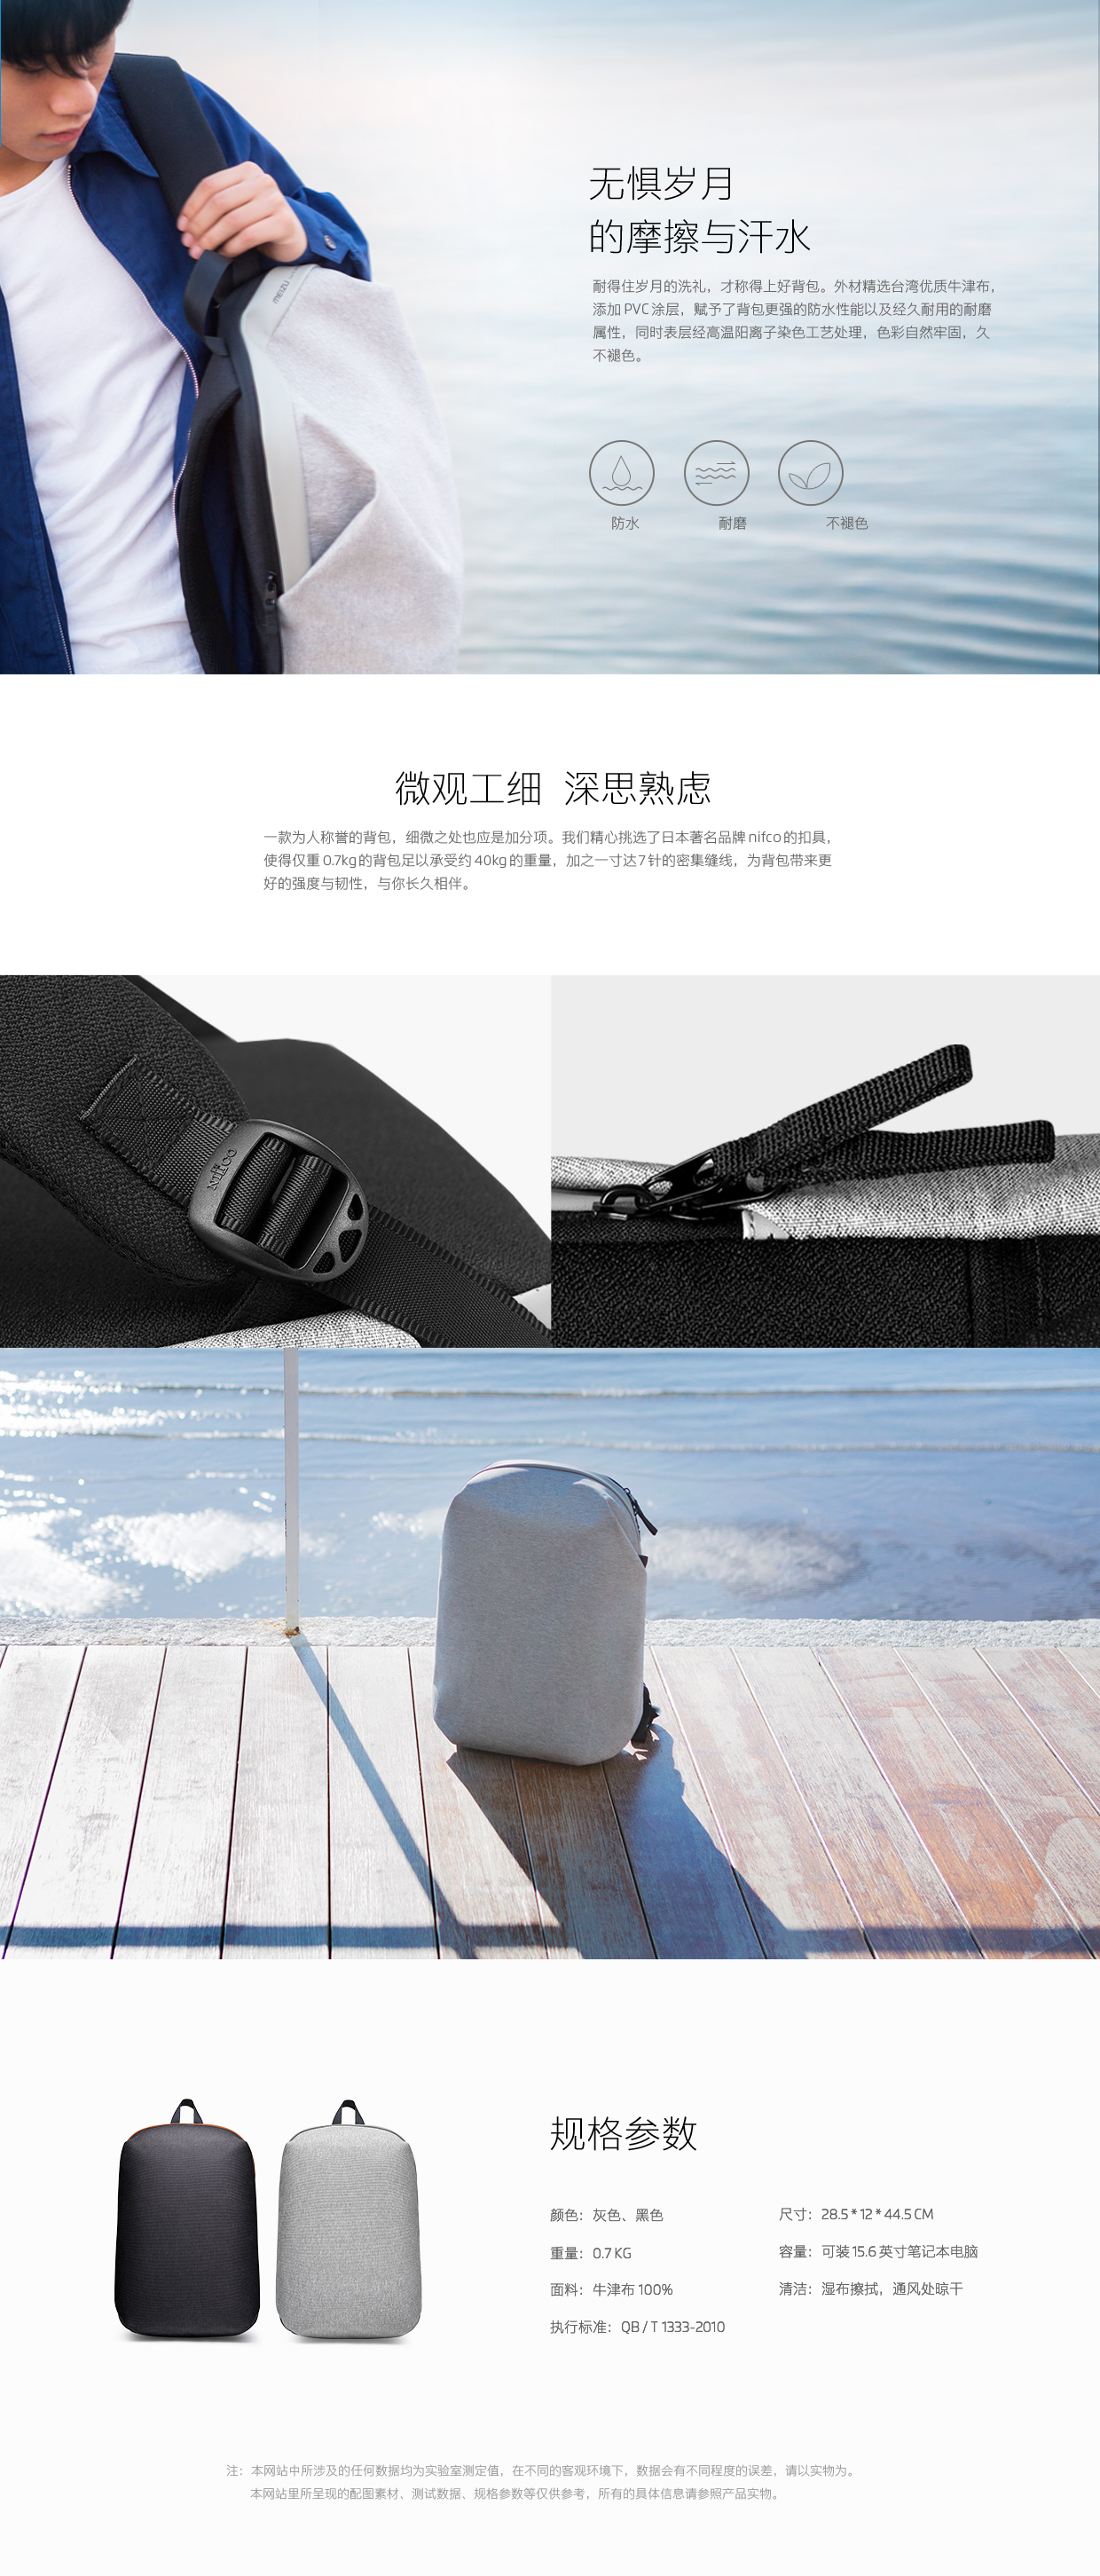 MEIZU
无惧岁月
的摩擦与汗水
耐得住岁月的洗礼，才称得上好背包。外材精选台湾优质牛津布，
添加 PVC 涂层，赋予了背包更强的防水性能以及经久耐用的耐磨
属性，同时表层经高温阳离子染色工艺处理，色彩自然牢固，久
不褪色。
防水 耐磨 不褪色
微观工细 深思熟虑
一款为人称誉的背包，细微之处也应是加分项。我们精心挑选了日本著名品牌 nifco 的扣具，
使得仅重 0.7kg 的背包足以承受约 40kg 的重量，加之一寸达 7 针的密集缝线，为背包带来更
好的强度与韧性，与你长久相伴。
Nifco
规格参数
颜色：灰色、黑色
重量：0.7 KG
面料：牛津布 100%
执行标准：QB / T 1333-2010
尺寸：28.5 * 12 * 44.5 CM
容量：可装 15.6 英寸笔记本电脑
清洁：湿布擦拭，通风处晾干
注：本网站中所涉及的任何数据均为实验室测定值，在不同的客观环境下，数据会有不同程度的误差，请以实物为。
本网站里所呈现的配图素材、测试数据、规格参数等仅供参考，所有的具体信息请参照产品实物。